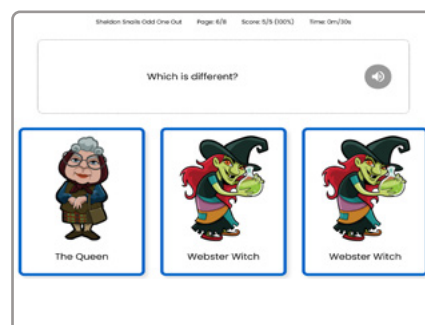 Sheldon Snails Odd One Out Page: 6/8 Score: 5/5 (100%) Time: 0m/30s
Which is different?
The Queen Webster Witch Webster Witch